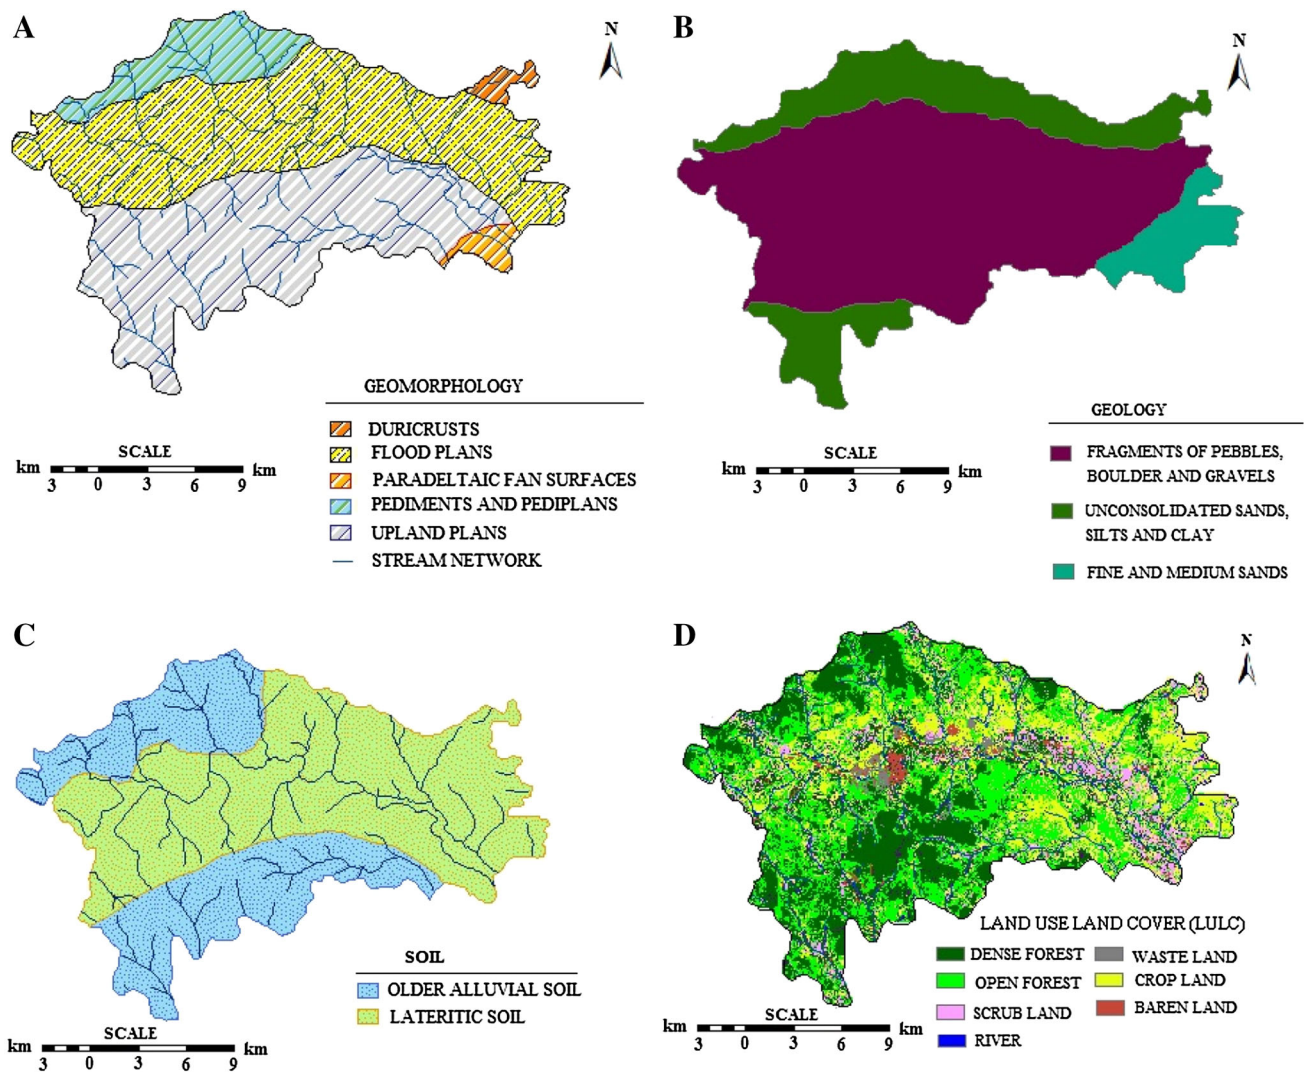 A
N
GEOMORPHOLOGY
DURICRUSTS
FLOOD PLANS
PARADELTAIC FAN SURFACES
PEDIMENTS AND PEDIPLANS
UPLAND PLANS
STREAM NETWORK
SCALE
km km
3 0 3 6 9
B
N
GEOLOGY
FRAGMENTS OF PEBBLES,
BOULDER AND GRAVELS
UNCONSOLIDATED SANDS,
SILTS AND CLAY
FINE AND MEDIUM SANDS
SCALE
km km
3 0 3 6 9
C
SOIL
OLDER ALLUVIAL SOIL
LATERITIC SOIL
SCALE
km km
3 0 3 6 9
D
N
LAND USE LAND COVER (LULC)
DENSE FOREST WASTE LAND
OPEN FOREST CROP LAND
SCRUB LAND BAREN LAND
RIVER
SCALE
km km
3 0 3 6 9